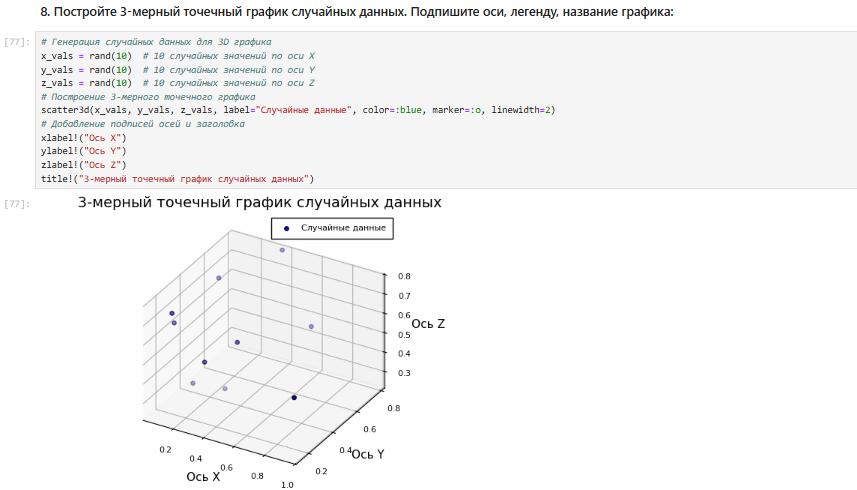 8. Постройте 3-мерный точечный график случайных данных. Подпишите оси, легенду, название графика:
[77]:
# Генерация случайных данных для 3D графика
x_vals = rand(10)  # 10 случайных значений по оси X
y_vals = rand(10)  # 10 случайных значений по оси Y
z_vals = rand(10)  # 10 случайных значений по оси Z
# Построение 3-мерного точечного графика
scatter3d(x_vals, y_vals, z_vals, label="Случайные данные", color=:blue, marker=:o, linewidth=2)
# Добавление подписей осей и заголовка
xlabel!("Ось X")
ylabel!("Ось Y")
zlabel!("Ось Z")
title!("3-мерный точечный график случайных данных")
[77]:
3-мерный точечный график случайных данных
Случайные данные
0.8
0.7
0.6
Ось Z
0.5
0.4
0.3
0.8
0.6
0.4
Ось Y
0.2
0.2
0.4
0.6
0.8
1.0
Ось X